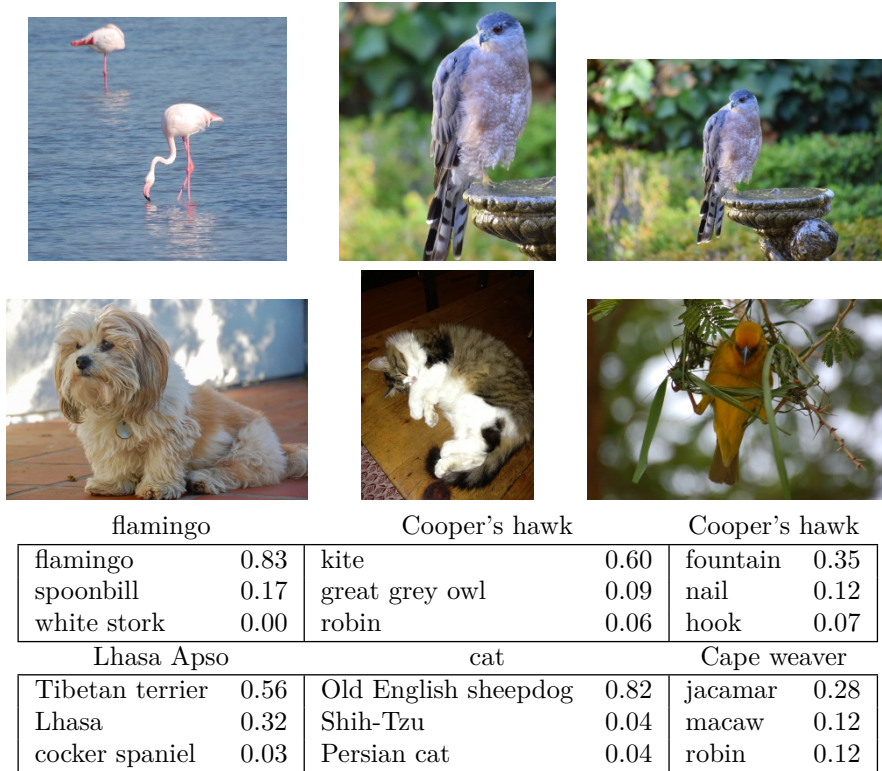 flamingo Cooper's hawk Cooper's hawk
flamingo 0.83 kite 0.60 fountain 0.35
spoonbill 0.17 great grey owl 0.09 nail 0.12
white stork 0.00 robin 0.06 hook 0.07
Lhasa Apso cat Cape weaver
Tibetan terrier 0.56 Old English sheepdog 0.82 jacamar 0.28
Lhasa 0.32 Shih-Tzu 0.04 macaw 0.12
cocker spaniel 0.03 Persian cat 0.04 robin 0.12